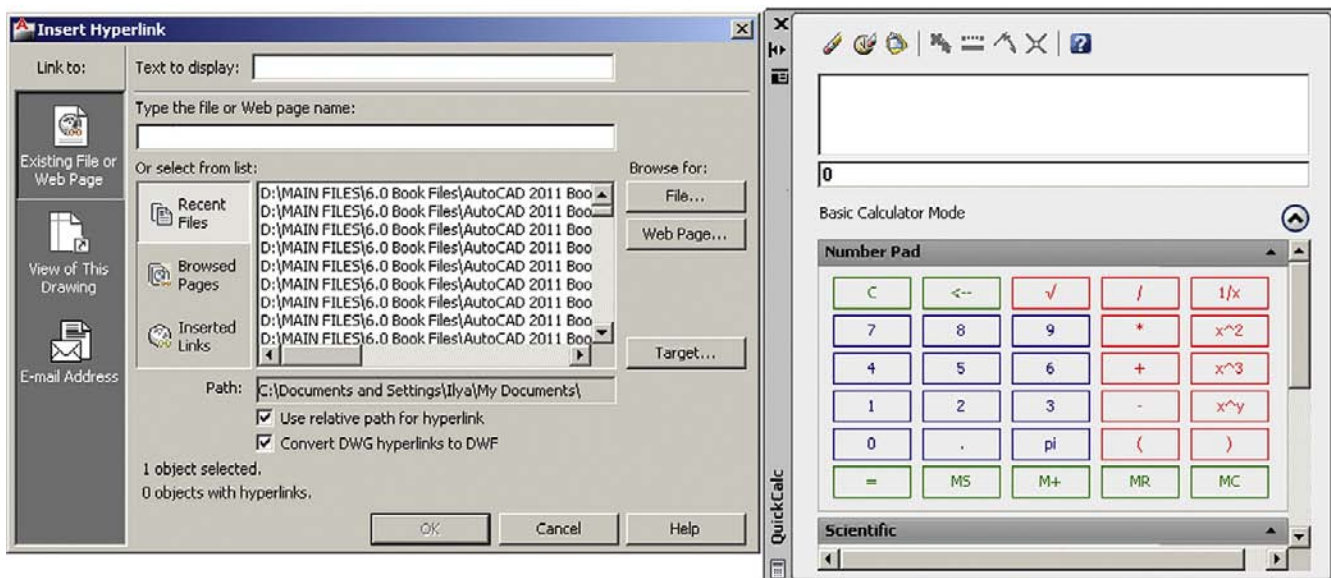 Insert Hyperlink
Link to:
Text to display:
Existing File or
Web Page
View of This
Drawing
E-mail Address
Type the file or Web page name:
Or select from list:
Recent
Files
Browsed
Pages
Inserted
Links
D:\MAIN FILES\6.0 Book Files\AutoCAD 2011 Boo
D:\MAIN FILES\6.0 Book Files\AutoCAD 2011 Boo
D:\MAIN FILES\6.0 Book Files\AutoCAD 2011 Boo
D:\MAIN FILES\6.0 Book Files\AutoCAD 2011 Boo
D:\MAIN FILES\6.0 Book Files\AutoCAD 2011 Boo
D:\MAIN FILES\6.0 Book Files\AutoCAD 2011 Boo
D:\MAIN FILES\6.0 Book Files\AutoCAD 2011 Boo
D:\MAIN FILES\6.0 Book Files\AutoCAD 2011 Boo
D:\MAIN FILES\6.0 Book Files\AutoCAD 2011 Boo
Browse for:
File...
Web Page...
Target...
Path: C:\Documents and Settings\Ilya\My Documents\
Use relative path for hyperlink
Convert DWG hyperlinks to DWF
1 object selected.
0 objects with hyperlinks.
OK Cancel Help
QuickCalc
0
Basic Calculator Mode
Number Pad
C <-- √ / 1/x
7 8 9 * x^2
4 5 6 + x^3
1 2 3 - x^y
0 . pi ( )
= MS M+ MR MC
Scientific